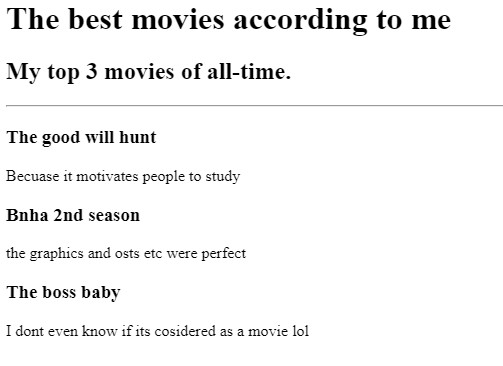 The best movies according to me
My top 3 movies of all-time.
The good will hunt
Becuase it motivates people to study
Bnha 2nd season
the graphics and osts etc were perfect
The boss baby
I dont even know if its cosidered as a movie lol